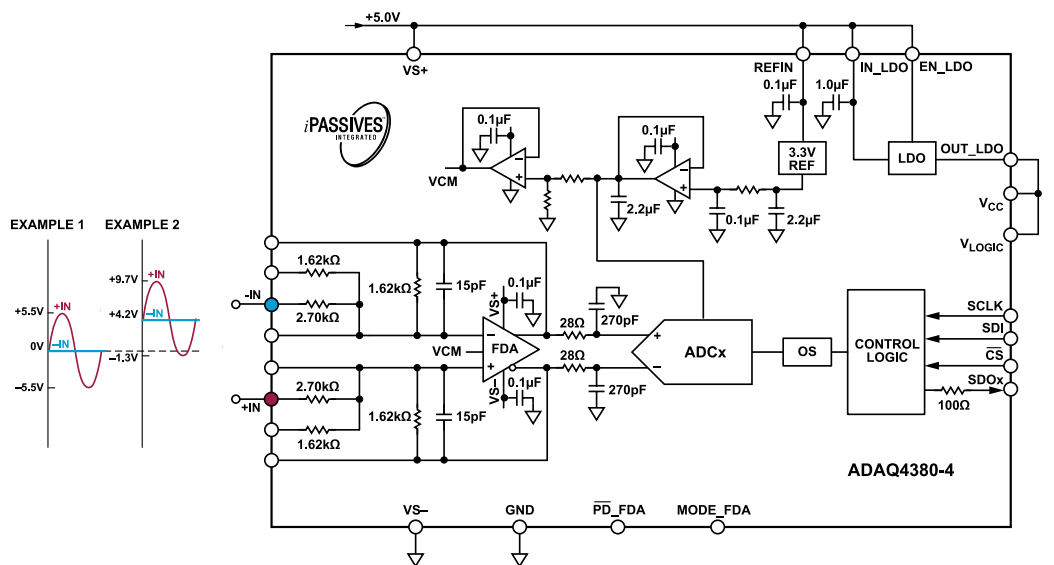 +5.0V
VS+
REFIN
IN_LDO
EN_LDO
0.1µF
1.0µF
iPASSIVES™
INTEGRATED
0.1µF
0.1µF
3.3V
REF
LDO
OUT_LDO
VCM
2.2µF
0.1µF
2.2µF
VCC
VLOGIC
EXAMPLE 1
EXAMPLE 2
+IN
+9.7V
+IN
+5.5V
+4.2V
–IN
–IN
0V
–1.3V
–5.5V
1.62kΩ
-IN
2.70kΩ
1.62kΩ
15pF
VS+
0.1µF
270pF
28Ω
VCM
FDA
28Ω
ADCx
OS
CONTROL
LOGIC
SCLK
SDI
CS
SDOx
100Ω
2.70kΩ
+IN
1.62kΩ
1.62kΩ
15pF
VS–
0.1µF
270pF
ADAQ4380-4
VS–
GND
PD_FDA
MODE_FDA